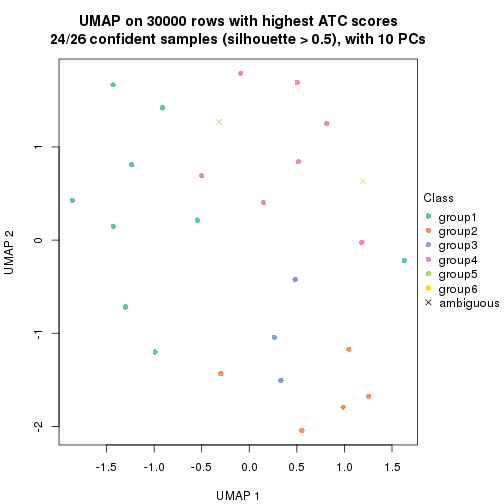 UMAP on 30000 rows with highest ATC scores
24/26 confident samples (silhouette > 0.5), with 10 PCs
UMAP 2
1
0
-1
-2
-1.5
-1.0
-0.5
0.0
0.5
1.0
1.5
UMAP 1
Class
group1
group2
group3
group4
group5
group6
ambiguous